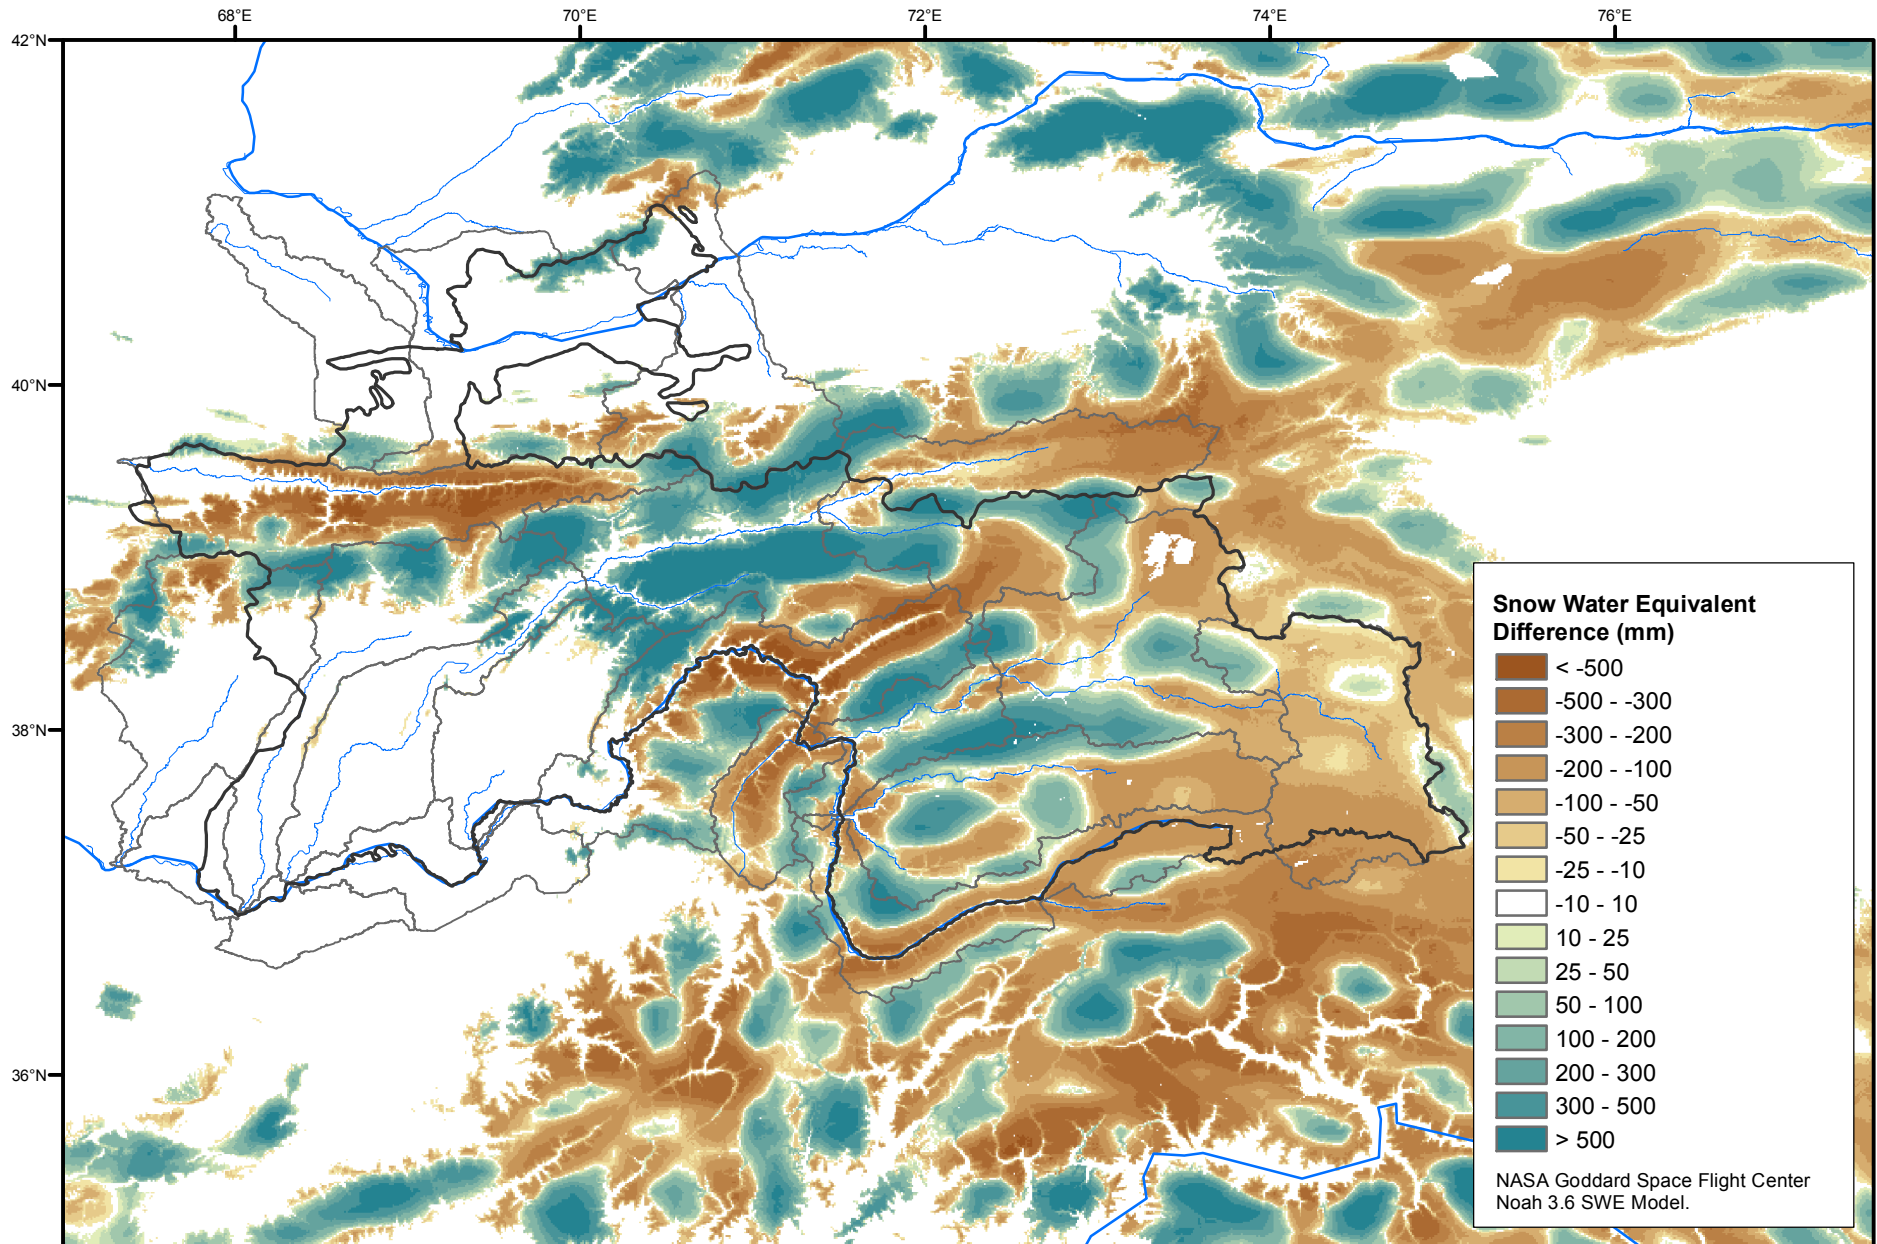 68°E 70°E 72°E 74°E 76°E
42°N
40°N
38°N
36°N
Snow Water Equivalent
Difference (mm)
< -500
-500 - -300
-300 - -200
-200 - -100
-100 - -50
-50 - -25
-25 - -10
-10 - 10
10 - 25
25 - 50
50 - 100
100 - 200
200 - 300
300 - 500
> 500
NASA Goddard Space Flight Center
Noah 3.6 SWE Model.